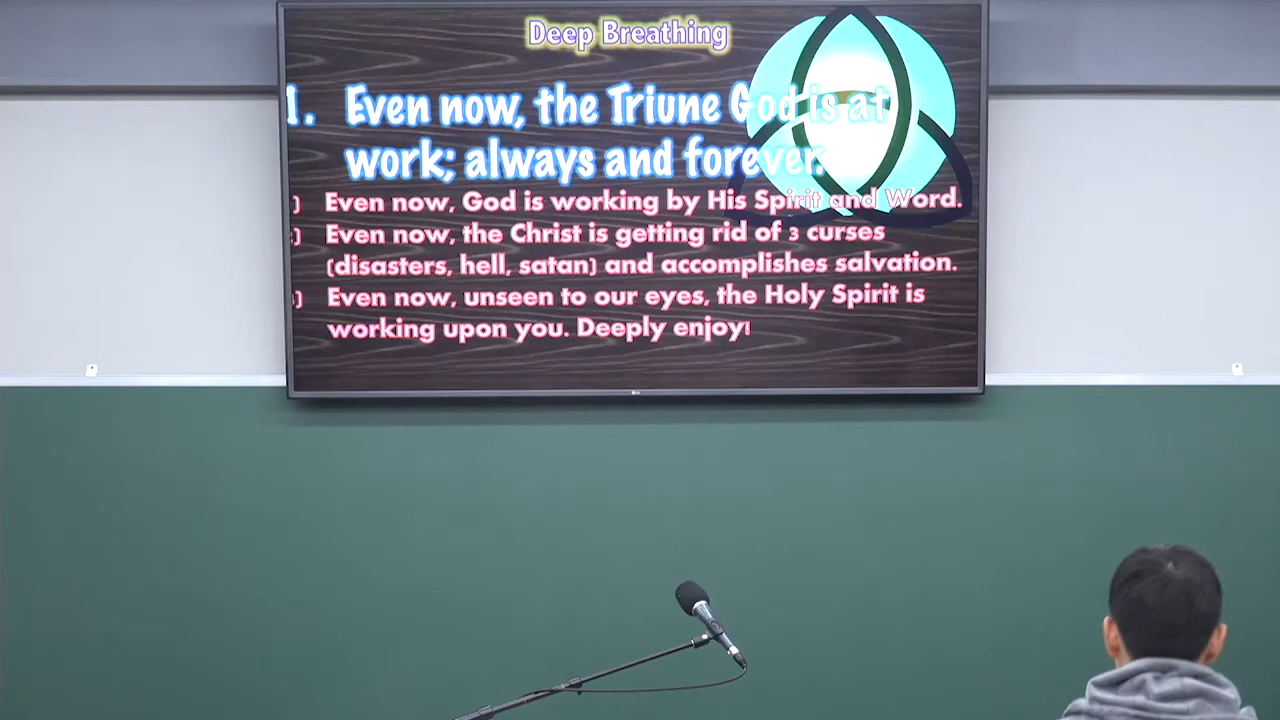 Deep Breathing
1. Even now, the Triune God is at
work; always and forever.
) Even now, God is working by His Spirit and Word.
) Even now, the Christ is getting rid of 3 curses
(disasters, hell, satan) and accomplishes salvation.
) Even now, unseen to our eyes, the Holy Spirit is
working upon you. Deeply enjoy!